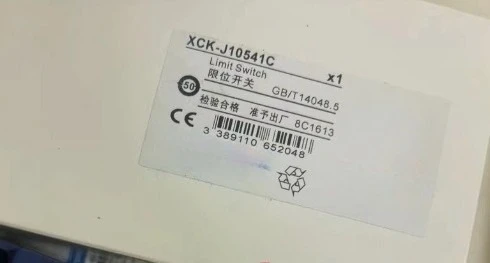 XCK-J10541C
Limit Switch x1
限位开关 GB/T14048.5
50
检验合格 准予出厂 8C1613
CE
3 389110 652048